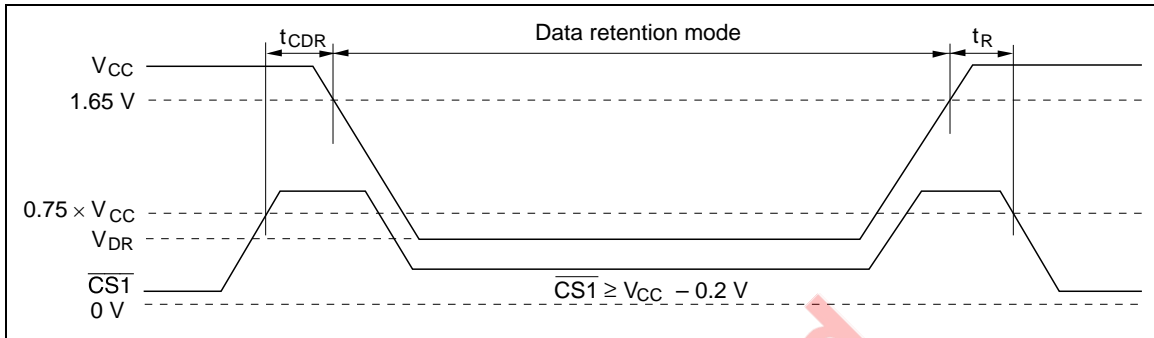 tCDR Data retention mode tR
VCC
1.65 V
0.75 × VCC
VDR
CS1
CS1 ≥ VCC – 0.2 V
0 V